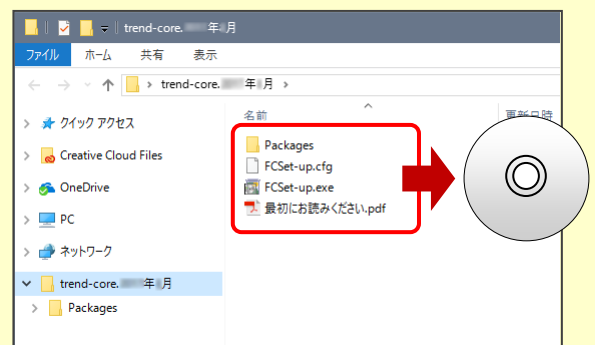 trend-core. 年 月
ファイル ホーム 共有 表示
trend-core. 年 月
名前 更新日時
クイック アクセス
Creative Cloud Files
OneDrive
PC
ネットワーク
trend-core. 年 月
Packages
Packages
FCSet-up.cfg
FCSet-up.exe
最初にお読みください.pdf